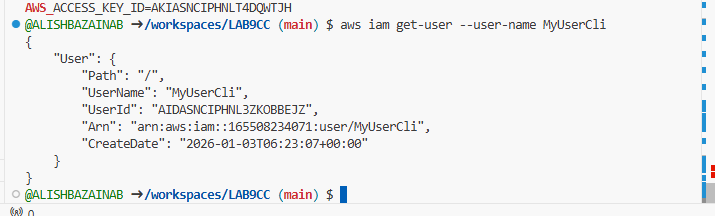 AWS_ACCESS_KEY_ID=AKIASNCIPHNLT4DQWTJH
@ALISHBAZAINAB ➜/workspaces/LAB9CC (main) $ aws iam get-user --user-name MyUserCli
{
    "User": {
        "Path": "/",
        "UserName": "MyUserCli",
        "UserId": "AIDASNCIPHNL3ZKOBBEJZ",
        "Arn": "arn:aws:iam::165508234071:user/MyUserCli",
        "CreateDate": "2026-01-03T06:23:07+00:00"
    }
}
@ALISHBAZAINAB ➜/workspaces/LAB9CC (main) $
0